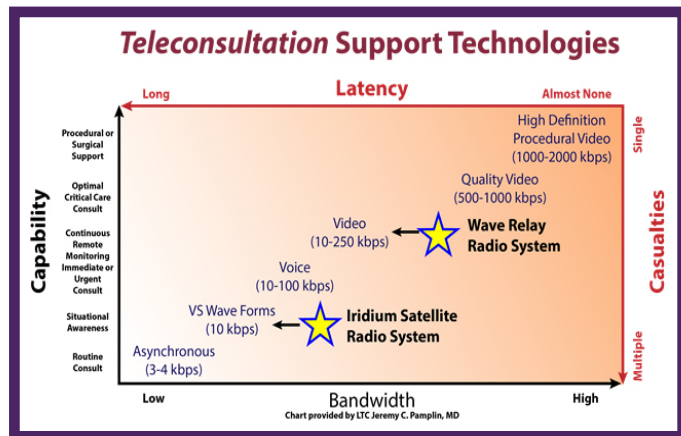 Teleconsultation Support Technologies
Long
Latency
Almost None
Capability
Procedural or
Surgical
Support
Optimal
Critical Care
Consult
Continuous
Remote
Monitoring
Immediate or
Urgent
Consult
Situational
Awareness
Routine
Consult
High Definition
Procedural Video
(1000-2000 kbps)
Quality Video
(500-1000 kbps)
Video
(10-250 kbps)
Wave Relay
Radio System
Voice
(10-100 kbps)
VS Wave Forms
(10 kbps)
Iridium Satellite
Radio System
Asynchronous
(3-4 kbps)
Single
Casualties
Multiple
Low
Bandwidth
High
Chart provided by LTC Jeremy C. Pamplin, MD